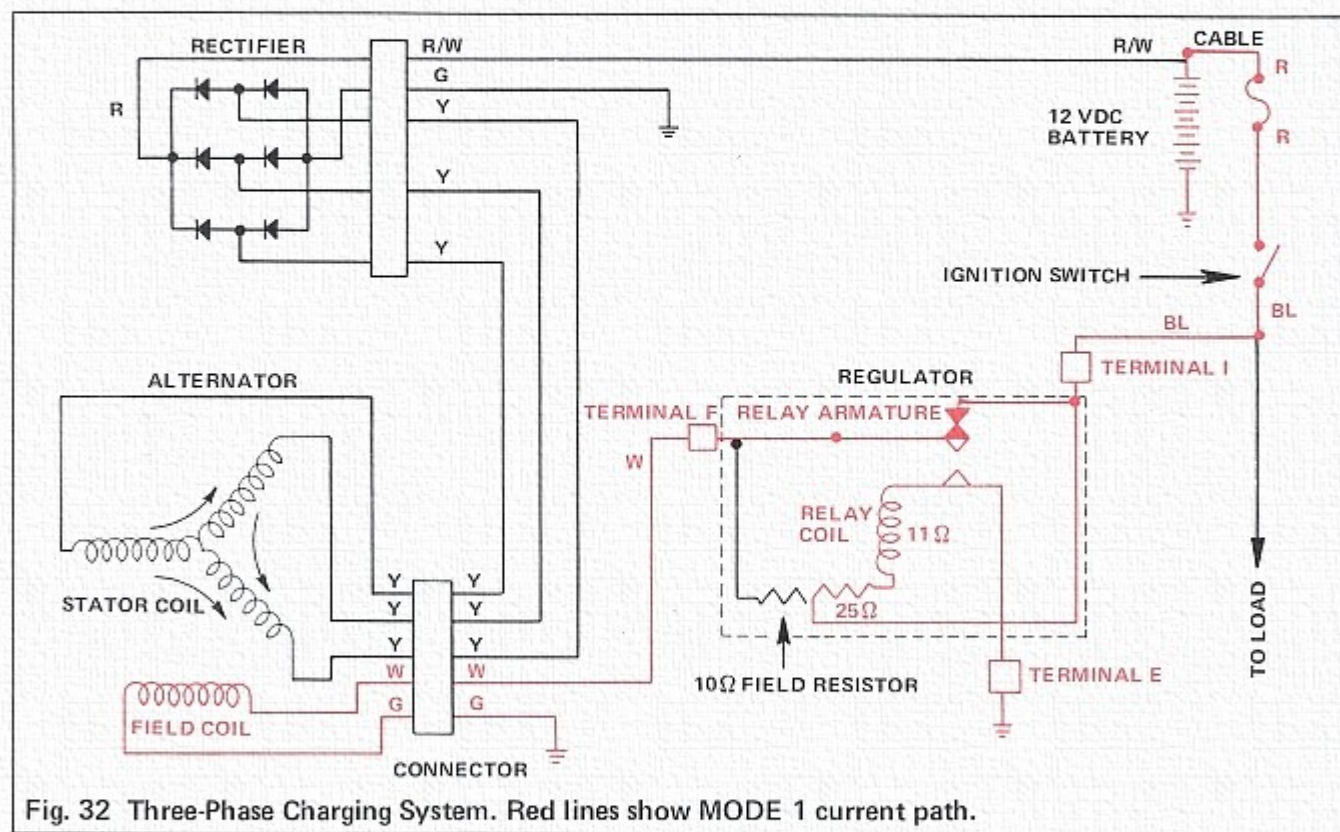 RECTIFIER
R/W
R/W
CABLE
G
R
Y
R
12 VDC
BATTERY
R
Y
Y
IGNITION SWITCH
BL
BL
ALTERNATOR
REGULATOR
TERMINAL I
TERMINAL F
RELAY ARMATURE
W
RELAY
COIL
11Ω
STATOR COIL
Y
Y
Y
Y
25Ω
TO LOAD
Y
Y
W
W
10Ω FIELD RESISTOR
TERMINAL E
G
G
FIELD COIL
CONNECTOR
Fig. 32 Three-Phase Charging System. Red lines show MODE 1 current path.